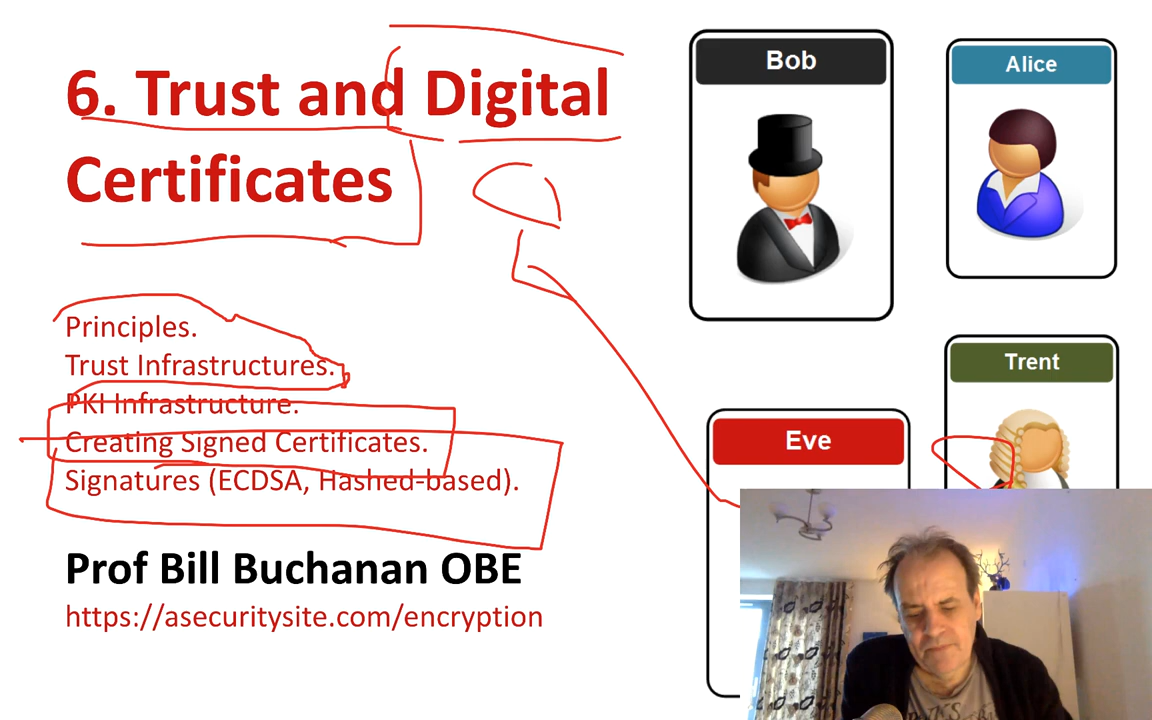 6. Trust and Digital
Certificates
Principles.
Trust Infrastructures.
PKI Infrastructure.
Creating Signed Certificates.
Signatures (ECDSA, Hashed-based).
Prof Bill Buchanan OBE
https://asecuritysite.com/encryption
Bob
Alice
Eve
Trent